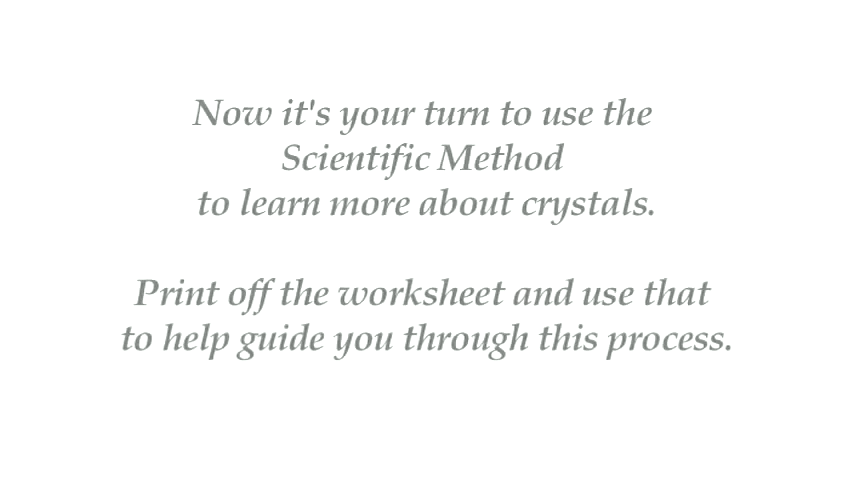 Now it's your turn to use the
Scientific Method
to learn more about crystals.
Print off the worksheet and use that
to help guide you through this process.